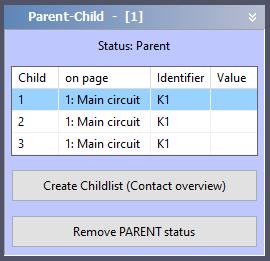 Parent-Child - [1]
Status: Parent
Child on page Identifier Value
1 1: Main circuit K1
2 1: Main circuit K1
3 1: Main circuit K1
Create Childlist (Contact overview)
Remove PARENT status